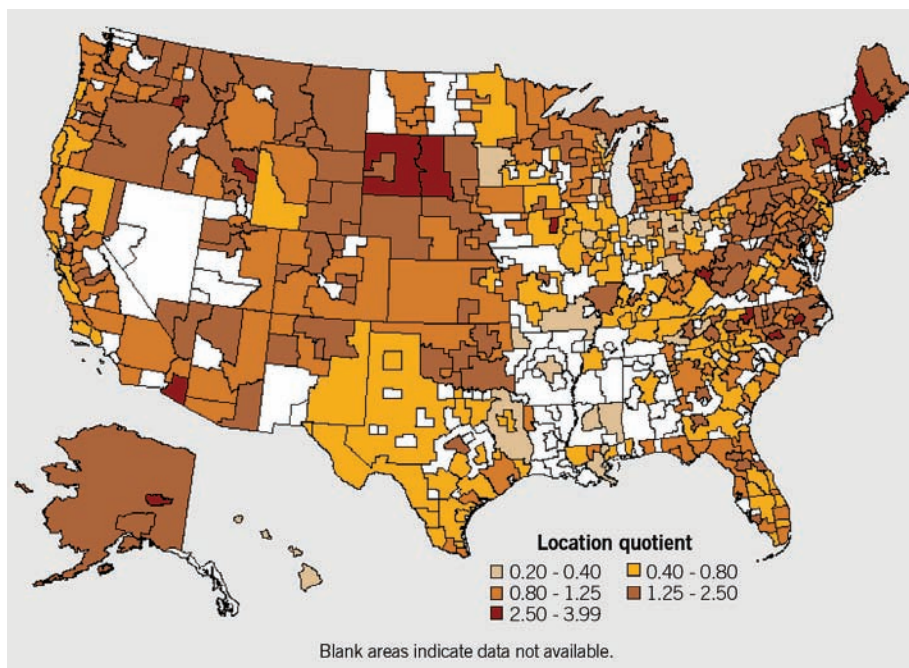 Location quotient
0.20 - 0.40
0.40 - 0.80
0.80 - 1.25
1.25 - 2.50
2.50 - 3.99
Blank areas indicate data not available.